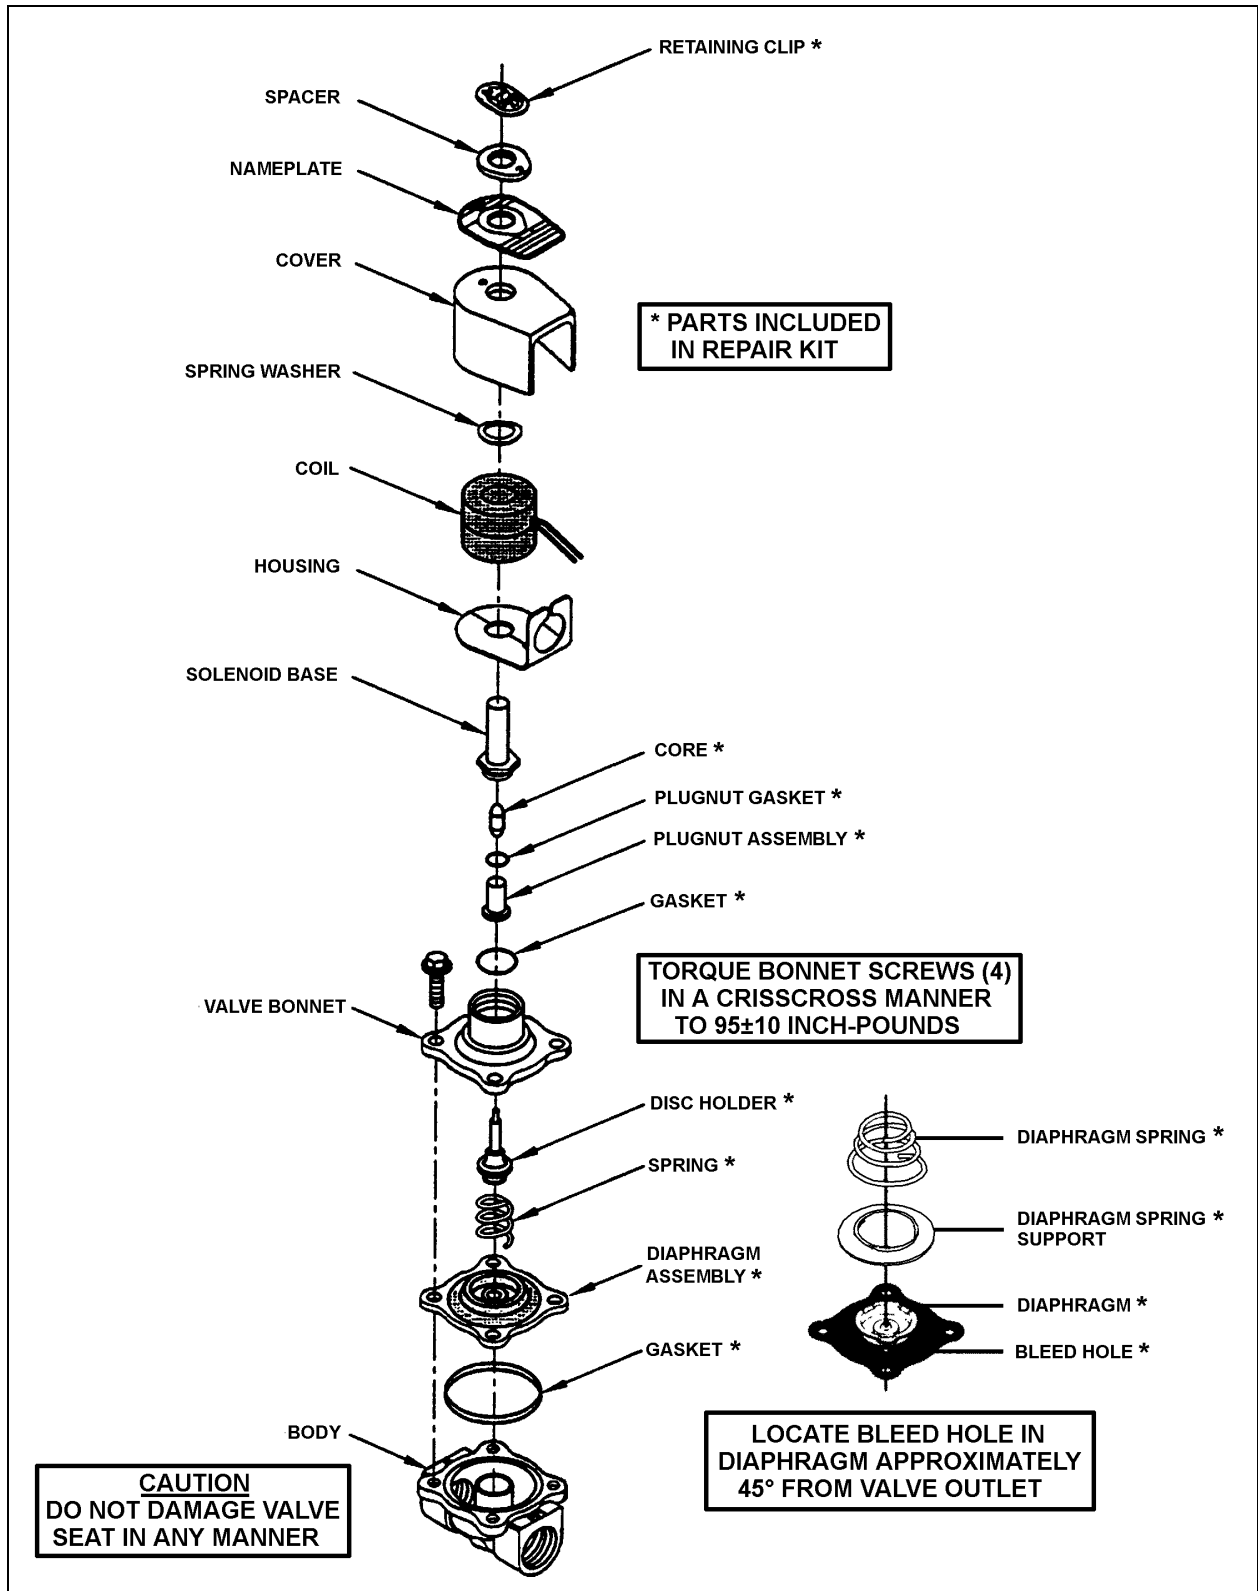 RETAINING CLIP *
SPACER
NAMEPLATE
COVER
* PARTS INCLUDED
IN REPAIR KIT
SPRING WASHER
COIL
HOUSING
SOLENOID BASE
CORE *
PLUGNUT GASKET *
PLUGNUT ASSEMBLY *
GASKET *
TORQUE BONNET SCREWS (4)
IN A CRISSCROSS MANNER
TO 95±10 INCH-POUNDS
VALVE BONNET
DISC HOLDER *
SPRING *
DIAPHRAGM
ASSEMBLY *
GASKET *
DIAPHRAGM SPRING *
DIAPHRAGM SPRING *
SUPPORT
DIAPHRAGM *
BLEED HOLE *
LOCATE BLEED HOLE IN
DIAPHRAGM APPROXIMATELY
45° FROM VALVE OUTLET
BODY
CAUTION
DO NOT DAMAGE VALVE
SEAT IN ANY MANNER